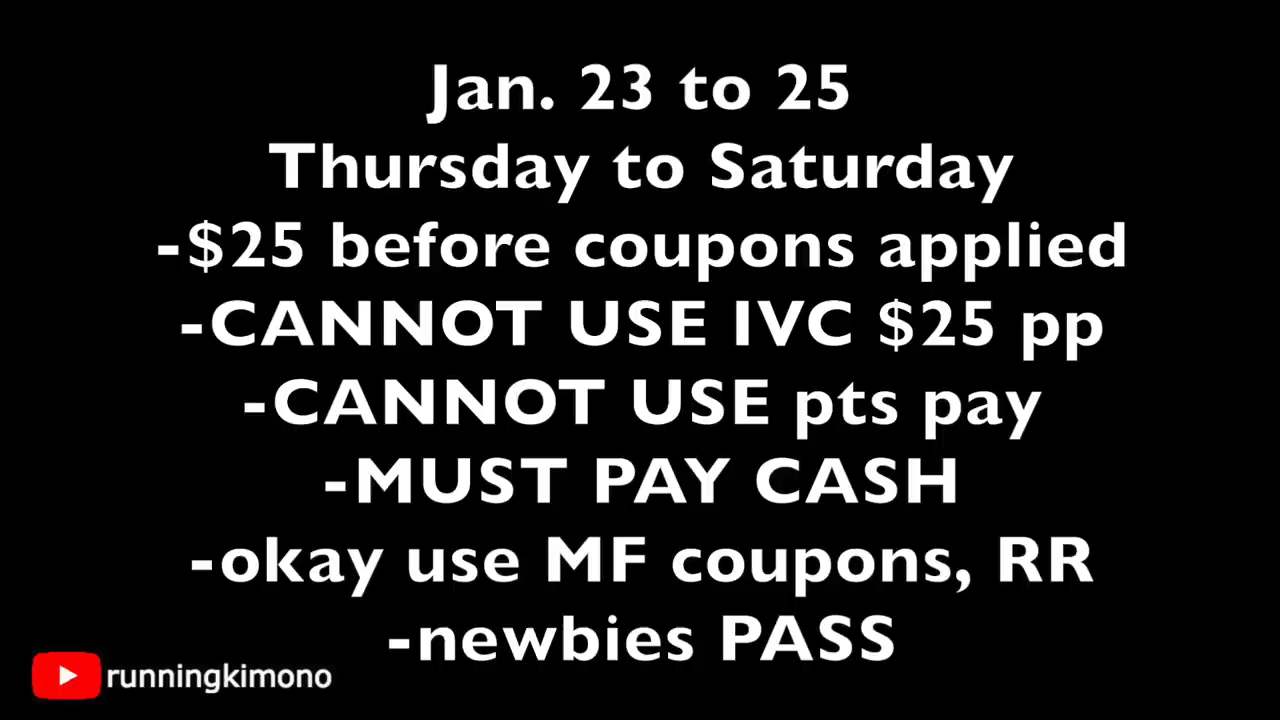 Jan. 23 to 25
Thursday to Saturday
-$25 before coupons applied
-CANNOT USE IVC $25 pp
-CANNOT USE pts pay
-MUST PAY CASH
-okay use MF coupons, RR
-newbies PASS
runningkimono